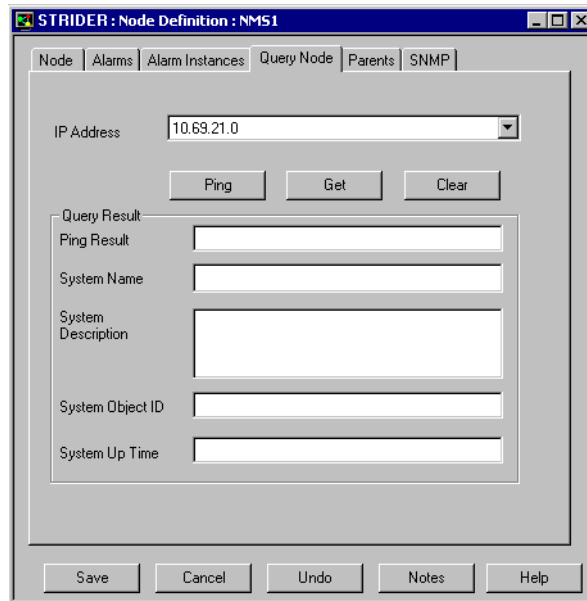 STRIDER : Node Definition : NMS1
Node Alarms Alarm Instances Query Node Parents SNMP
IP Address 10.69.21.0
Ping Get Clear
Query Result
Ping Result
System Name
System
Description
System Object ID
System Up Time
Save Cancel Undo Notes Help